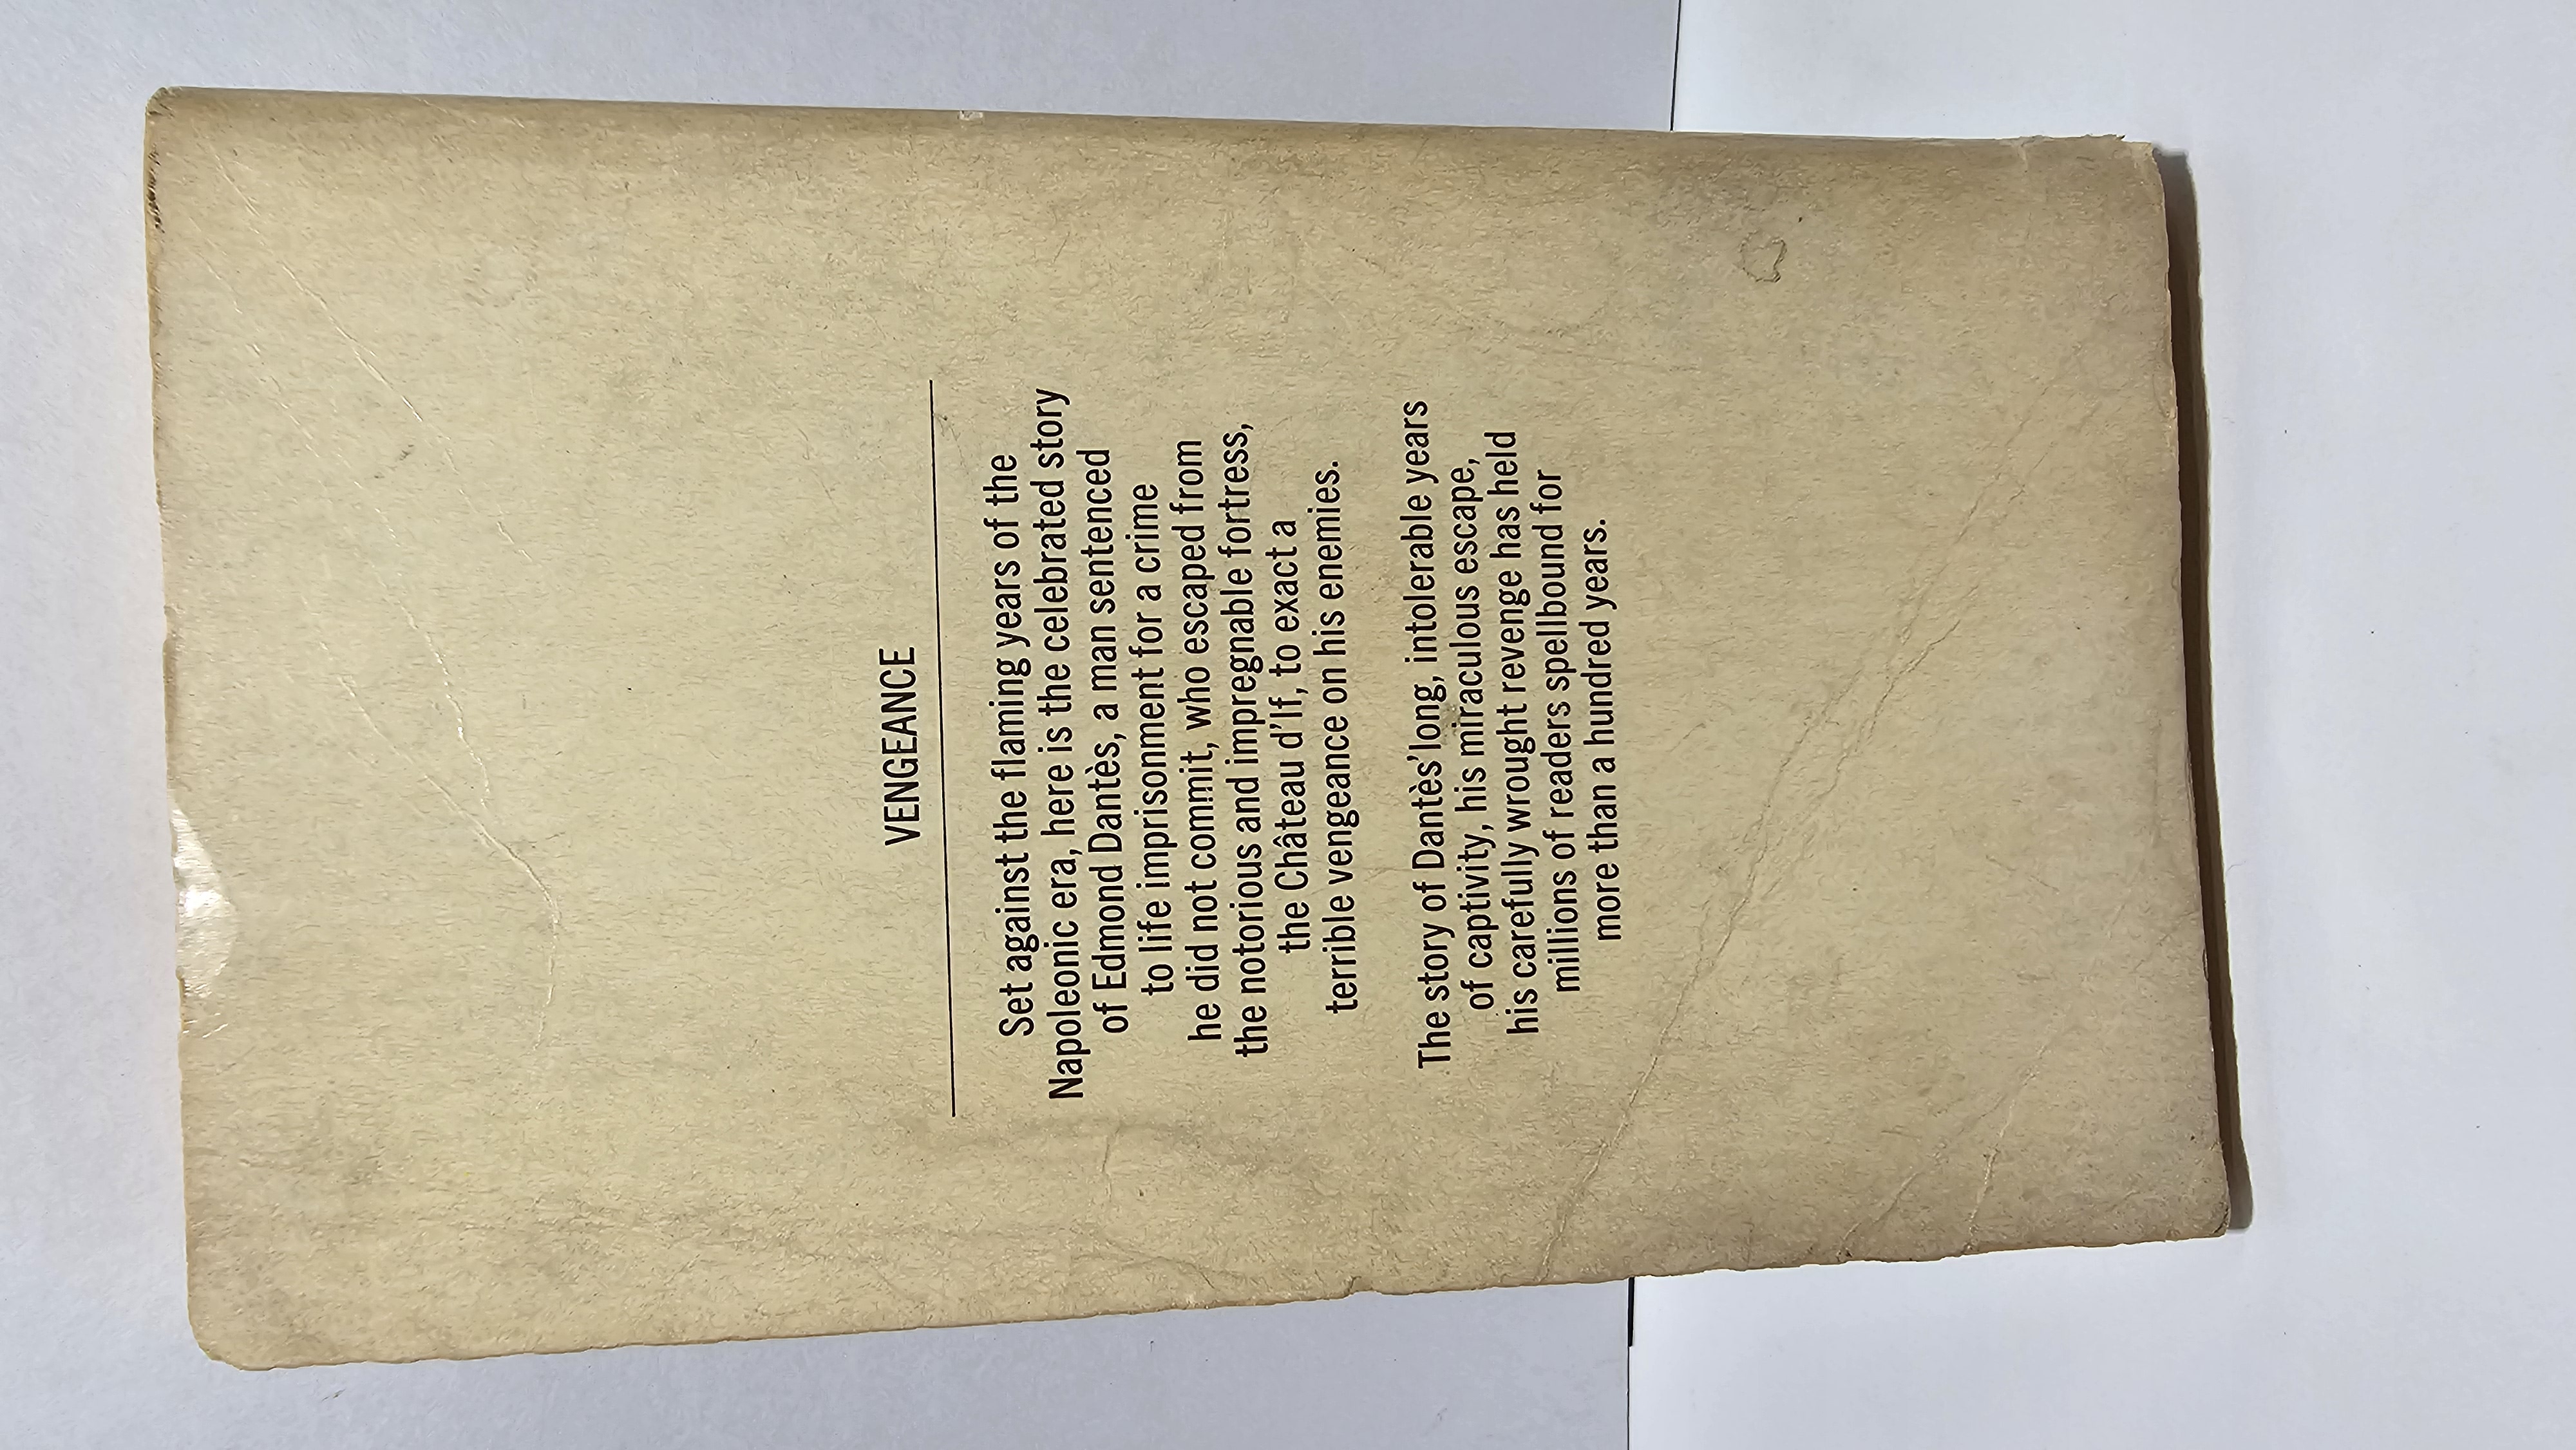 VENGEANCE
Set against the flaming years of the
Napoleonic era, here is the celebrated story
of Edmond Dantès, a man sentenced
to life imprisonment for a crime
he did not commit, who escaped from
the notorious and impregnable fortress,
the Château d'If, to exact a
terrible vengeance on his enemies.
The story of Dantès'long, intolerable years
of captivity, his miraculous escape,
his carefully wrought revenge has held
millions of readers spellbound for
more than a hundred years.